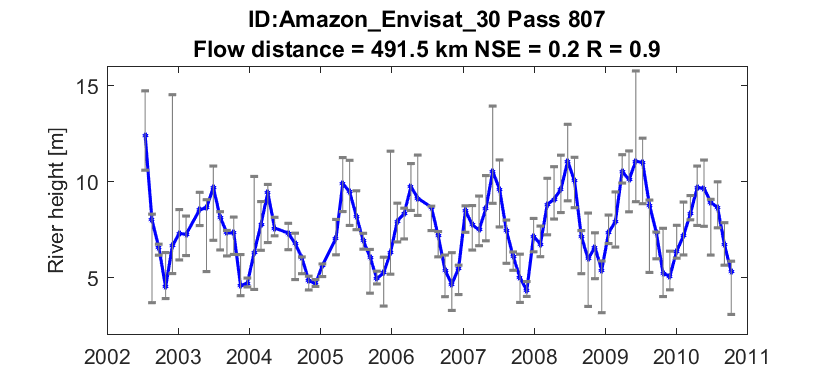 ID:Amazon_Envisat_30 Pass 807
Flow distance = 491.5 km NSE = 0.2 R = 0.9
River height [m]
15
10
5
2002 2003 2004 2005 2006 2007 2008 2009 2010 2011